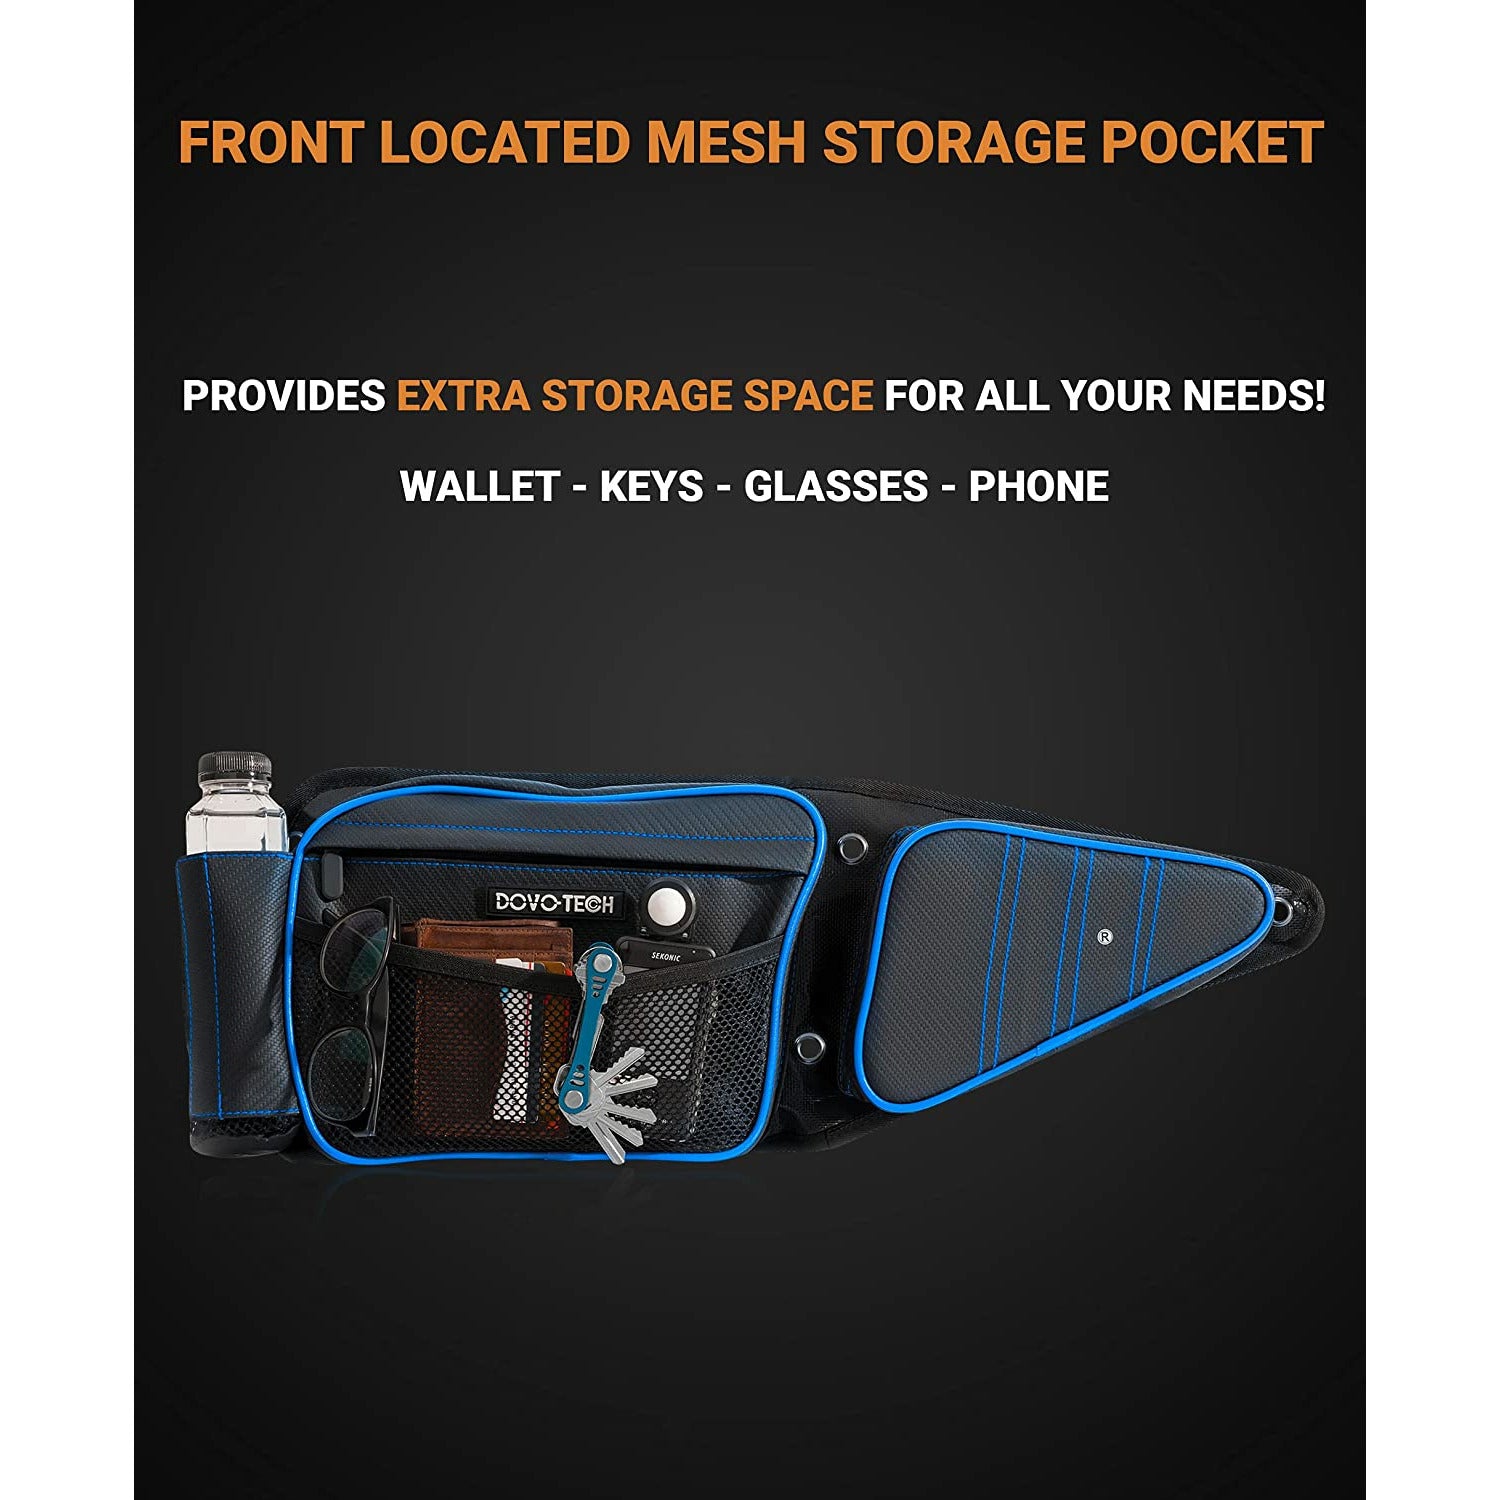 FRONT LOCATED MESH STORAGE POCKET
PROVIDES EXTRA STORAGE SPACE FOR ALL YOUR NEEDS!
WALLET - KEYS - GLASSES - PHONE
DOVO-TECH
SEKONIC
®